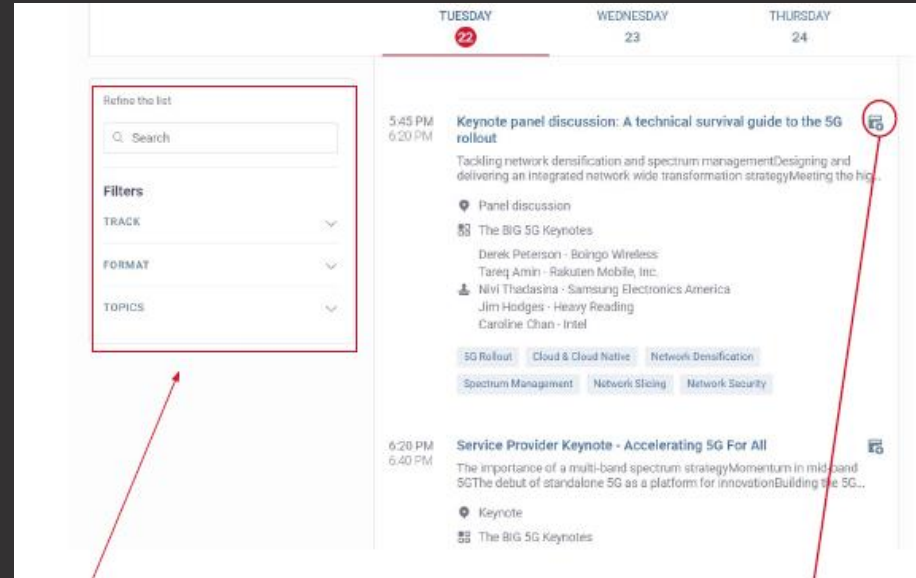 TUESDAY
22
WEDNESDAY
23
THURSDAY
24
Refine the list
Search
Filters
TRACK
FORMAT
TOPICS
5:45 PM
6:20 PM
Keynote panel discussion: A technical survival guide to the 5G
rollout
Tackling network densification and spectrum managementDesigning and
delivering an integrated network wide transformation strategyMeeting the hig...
Panel discussion
The BIG 5G Keynotes
Derek Peterson - Boingo Wireless
Tareq Amin - Rakuten Mobile, Inc.
Nivi Thadasina - Samsung Electronics America
Jim Hodges - Heavy Reading
Caroline Chan - Intel
5G Rollout Cloud & Cloud Native Network Densification
Spectrum Management Network Slicing Network Security
6:20 PM
6:40 PM
Service Provider Keynote - Accelerating 5G For All
The importance of a multi-band spectrum strategyMomentum in mid-band
5GThe debut of standalone 5G as a platform for innovationBuilding the 5G...
Keynote
The BIG 5G Keynotes